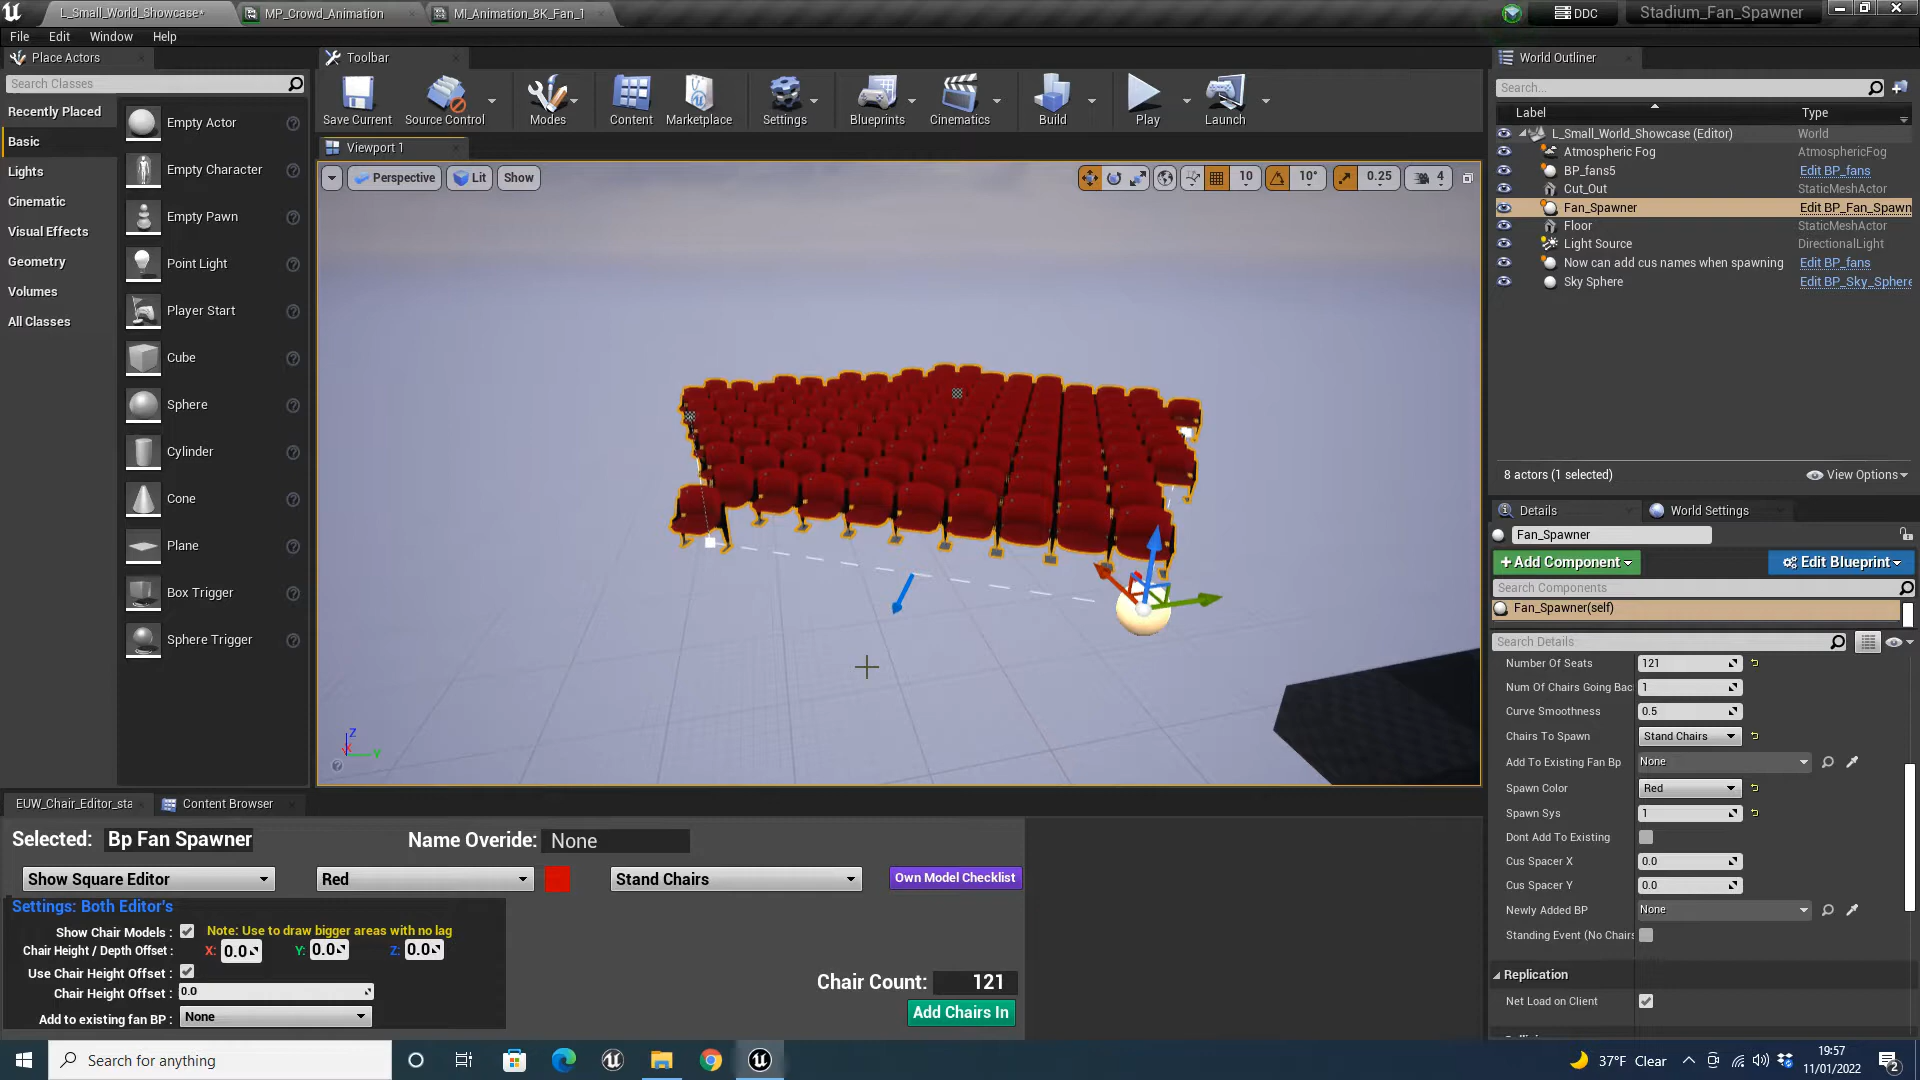 L_Small_World_Showcase*
MP_Crowd_Animation
MI_Animation_8K_Fan_1
DDC
Stadium_Fan_Spawner
File Edit Window Help
Place Actors
Search Classes
Recently Placed
Basic
Lights
Cinematic
Visual Effects
Geometry
Volumes
All Classes
Empty Actor
Empty Character
Empty Pawn
Point Light
Player Start
Cube
Sphere
Cylinder
Cone
Plane
Box Trigger
Sphere Trigger
Toolbar
Save Current
Source Control
Modes
Content
Marketplace
Settings
Blueprints
Cinematics
Build
Play
Launch
Viewport 1
Perspective Lit Show
10 10° 0.25 4
Z
X Y
World Outliner
Search...
Label Type
L_Small_World_Showcase (Editor) World
Atmospheric Fog AtmosphericFog
BP_fans5 Edit BP_fans
Cut_Out StaticMeshActor
Fan_Spawner Edit BP_Fan_Spawn
Floor StaticMeshActor
Light Source DirectionalLight
Now can add cus names when spawning Edit BP_fans
Sky Sphere Edit BP_Sky_Sphere
8 actors (1 selected) View Options
Details World Settings
Fan_Spawner
+Add Component Edit Blueprint
Search Components
Fan_Spawner(self)
Search Details
Number Of Seats 121
Num Of Chairs Going Bac 1
Curve Smoothness 0.5
Chairs To Spawn Stand Chairs
Add To Existing Fan Bp None
Spawn Color Red
Spawn Sys 1
Dont Add To Existing
Cus Spacer X 0.0
Cus Spacer Y 0.0
Newly Added BP None
Standing Event (No Chairs
Replication
Net Load on Client
EUW_Chair_Editor_sta Content Browser
Selected: Bp Fan Spawner Name Overide: None
Show Square Editor Red Stand Chairs Own Model Checklist
Settings: Both Editor's
Show Chair Models : Note: Use to draw bigger areas with no lag
Chair Height / Depth Offset : X: 0.0 Y: 0.0 Z: 0.0
Use Chair Height Offset :
Chair Height Offset : 0.0
Add to existing fan BP : None
Chair Count: 121
Add Chairs In
Search for anything
37°F Clear
19:57
11/01/2022
2